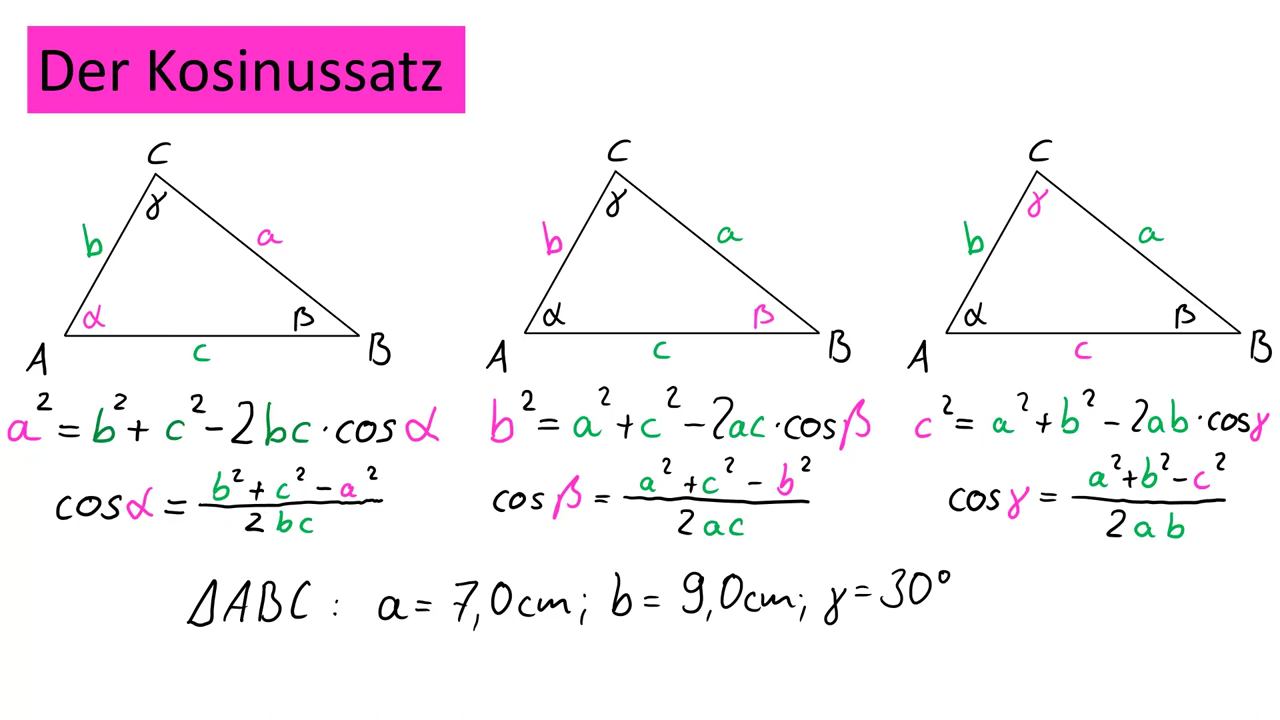 Der Kosinussatz
C
γ
b
a
α
β
A
c
B
C
γ
b
a
α
β
A
c
B
C
γ
b
a
α
β
A
c
B
a² = b² + c² - 2bc · cos α
cos α = (b² + c² - a²) / 2bc
b² = a² + c² - 2ac · cos β
cos β = (a² + c² - b²) / 2ac
c² = a² + b² - 2ab · cos γ
cos γ = (a² + b² - c²) / 2ab
ΔABC : a = 7,0cm ; b = 9,0cm ; γ = 30°